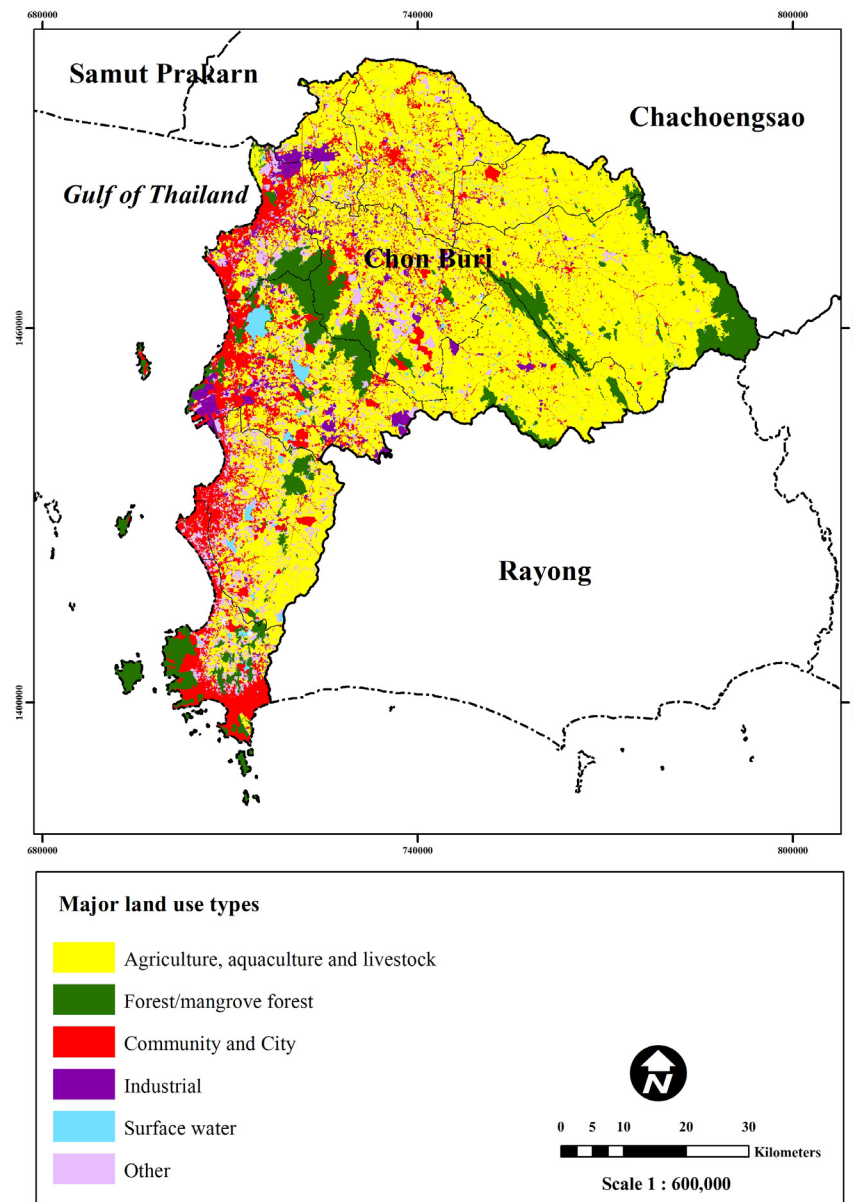 680000
740000
800000
Samut Prakarn
Chachoengsao
Gulf of Thailand
Chon Buri
1460000
1460000
Rayong
1400000
1400000
680000
740000
800000
Major land use types
Agriculture, aquaculture and livestock
Forest/mangrove forest
Community and City
Industrial
Surface water
Other
N
0 5 10 20 30
Kilometers
Scale 1 : 600,000